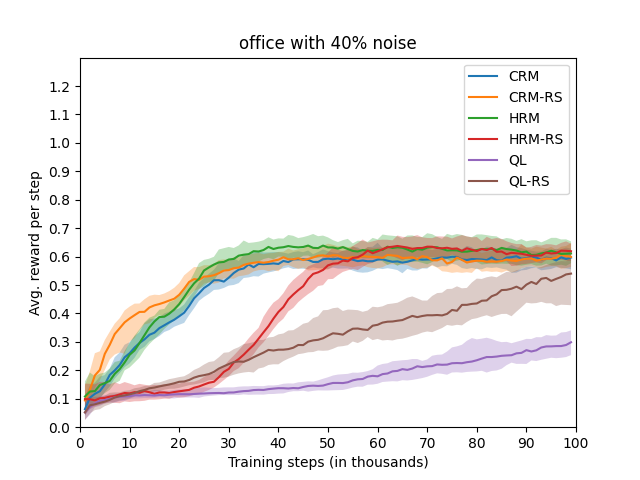 office with 40% noise
Avg. reward per step
1.2
1.1
1.0
0.9
0.8
0.7
0.6
0.5
0.4
0.3
0.2
0.1
0.0
CRM
CRM-RS
HRM
HRM-RS
QL
QL-RS
0 10 20 30 40 50 60 70 80 90 100
Training steps (in thousands)